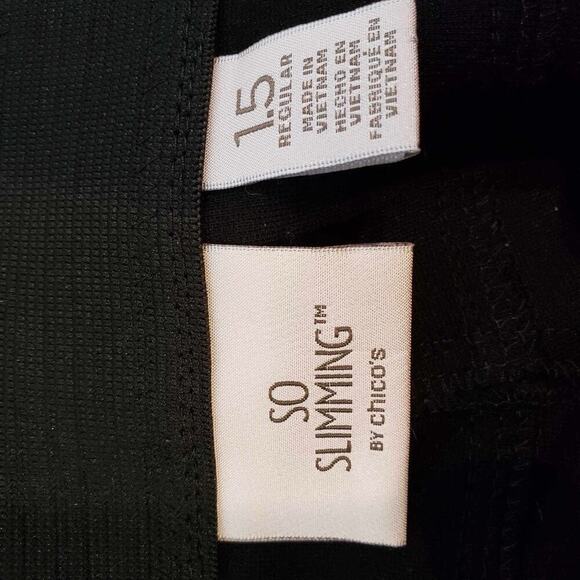 1.5
REGULAR
MADE IN
VIETNAM
HECHO EN
VIETNAM
FABRIQUÉ EN
VIETNAM
SO
SLIMMING™
BY chico's